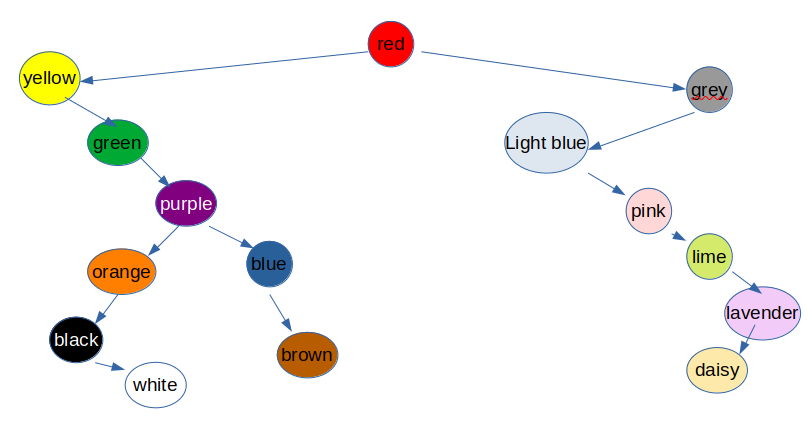 red
yellow
grey
green
Light blue
purple
pink
orange
blue
lime
lavender
black
brown
daisy
white